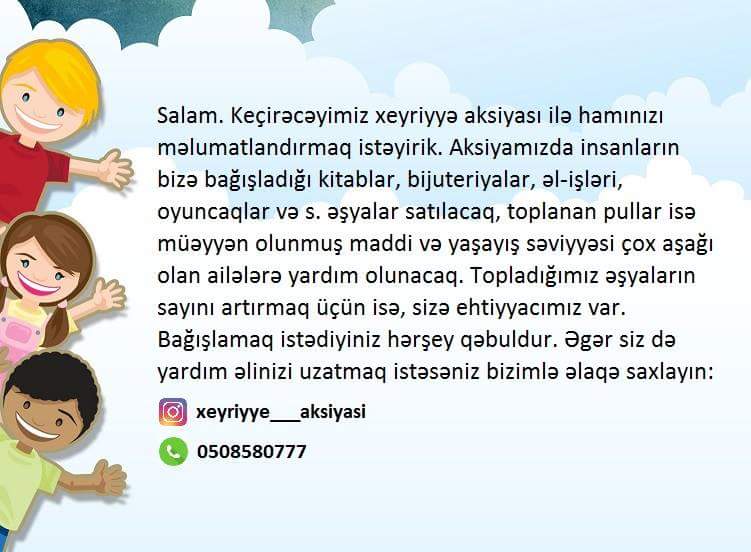 Salam. Keçirəcəyimiz xeyriyyə aksiyası ilə hamınızı
məlumatlandırmaq istəyirik. Aksiyamızda insanların
bizə bağışladığı kitablar, bijuteriyalar, əl-işləri,
oyuncaqlar və s. əşyalar satılacaq, toplanan pullar isə
müəyyən olunmuş maddi və yaşayış səviyyəsi çox aşağı
olan ailələrə yardım olunacaq. Topladığımız əşyaların
sayını artırmaq üçün isə, sizə ehtiyyacımız var.
Bağışlamaq istədiyiniz hərşey qəbuldur. Əgər siz də
yardım əlinizi uzatmaq istəsəniz bizimlə əlaqə saxlayın:
xeyriyye___aksiyasi
0508580777